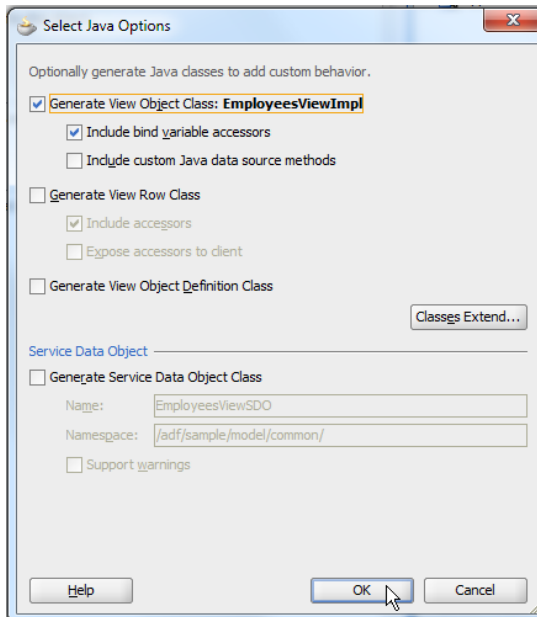 Select Java Options
Optionally generate Java classes to add custom behavior.
Generate View Object Class: EmployeesViewImpl
Include bind variable accessors
Include custom Java data source methods
Generate View Row Class
Include accessors
Expose accessors to client
Generate View Object Definition Class
Classes Extend...
Service Data Object
Generate Service Data Object Class
Name: EmployeesViewSDO
Namespace: /adf/sample/model/common/
Support warnings
Help OK Cancel